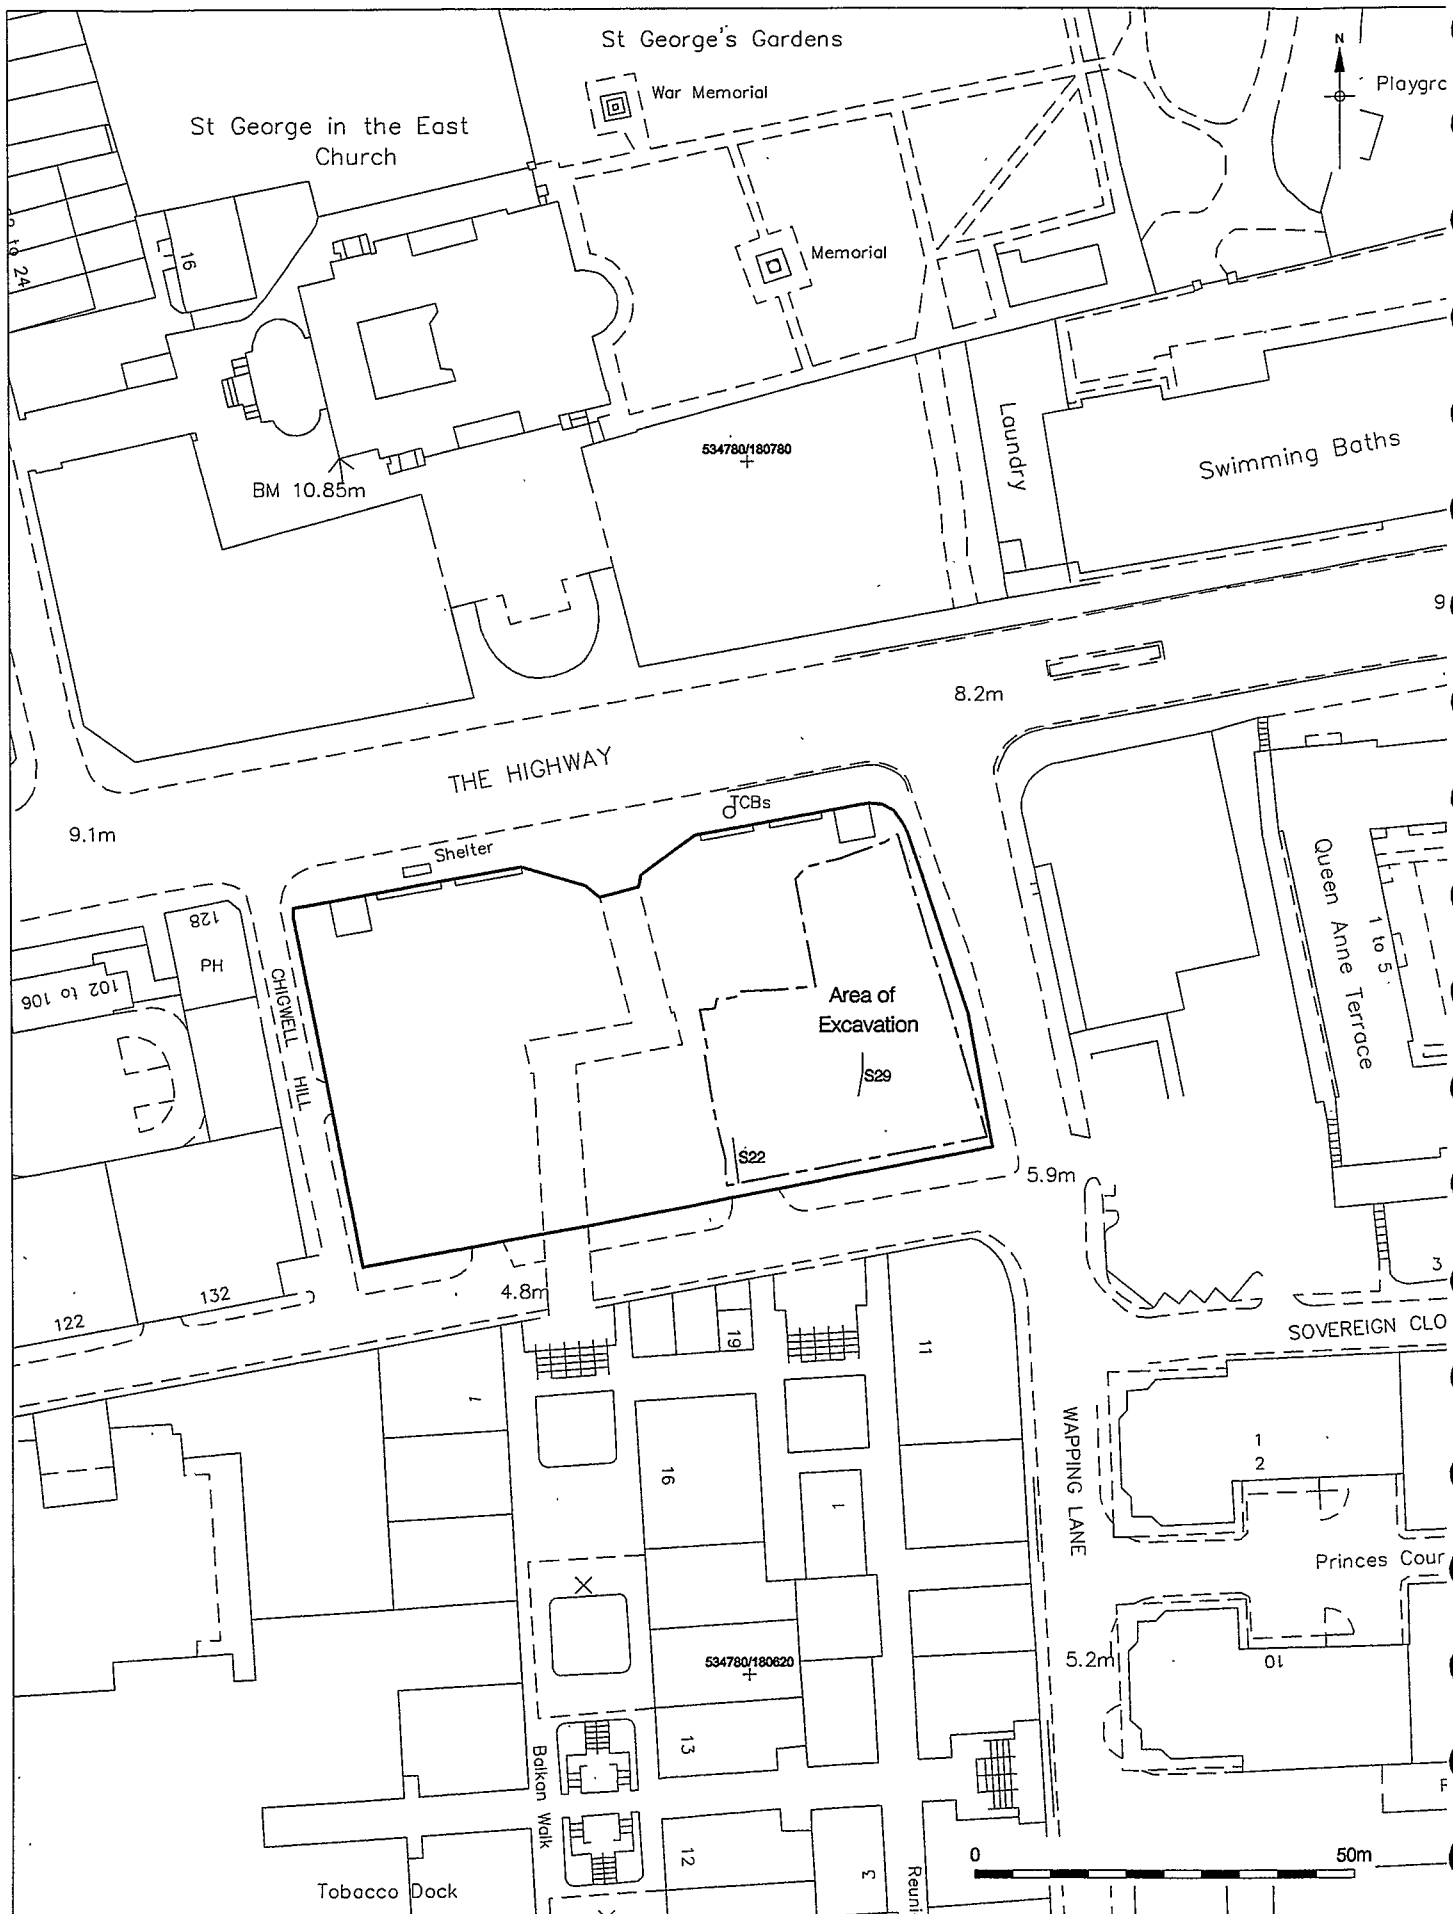 St George's Gardens
N
War Memorial
Playgrc
St George in the East
Church
16
Memorial
to 24
534780/180780
Laundry
Swimming Baths
BM 10.85m
9
8.2m
THE HIGHWAY
TCBs
9.1m
Shelter
128
PH
102 to 106
CHIGWELL HILL
Area of
Excavation
S29
S22
Queen Anne Terrace
1 to 5
5.9m
4.8m
132
122
3
SOVEREIGN CLO
19
11
1
16
1
WAPPING LANE
1
2
Princes Cour
534780/180620
5.2m
10
13
Balkan Walk
12
3
Reuni
F
0
50m
Tobacco Dock